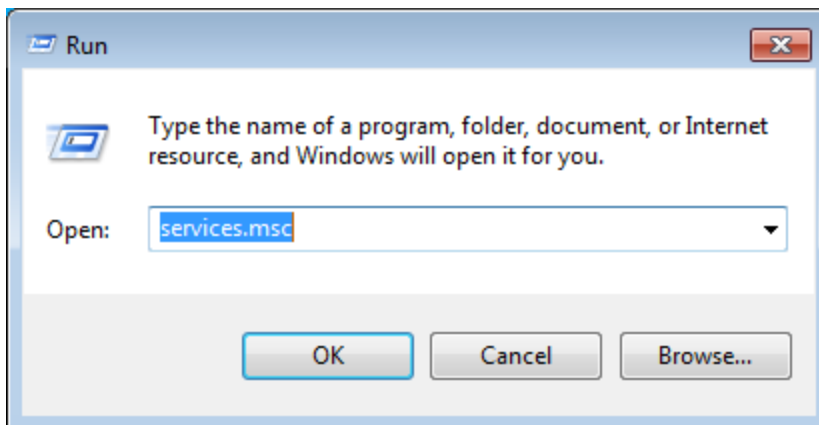 Run
Type the name of a program, folder, document, or Internet
resource, and Windows will open it for you.
Open: services.msc
OK Cancel Browse...